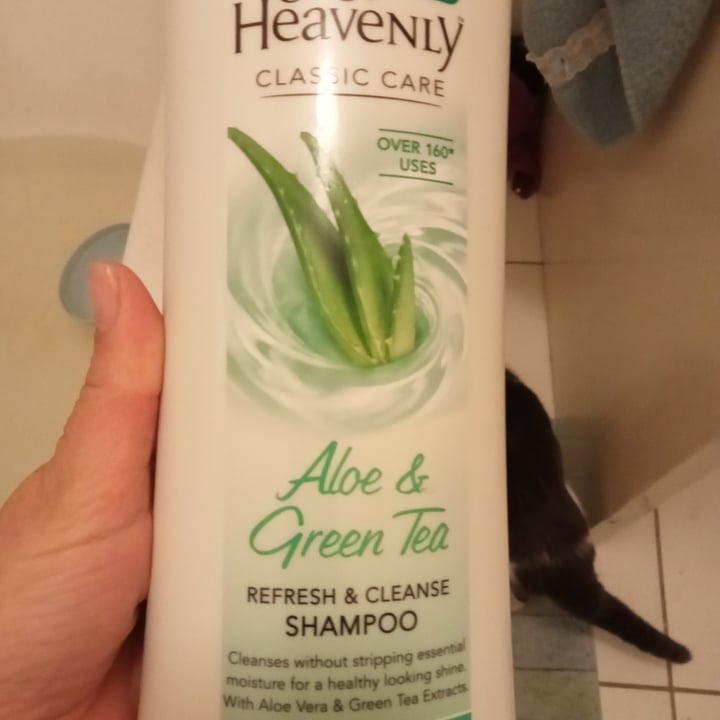 Heavenly™
CLASSIC CARE
OVER 160*
USES
Aloe &
Green Tea
REFRESH & CLEANSE
SHAMPOO
Cleanses without stripping essential
moisture for a healthy looking shine.
With Aloe Vera & Green Tea Extracts.